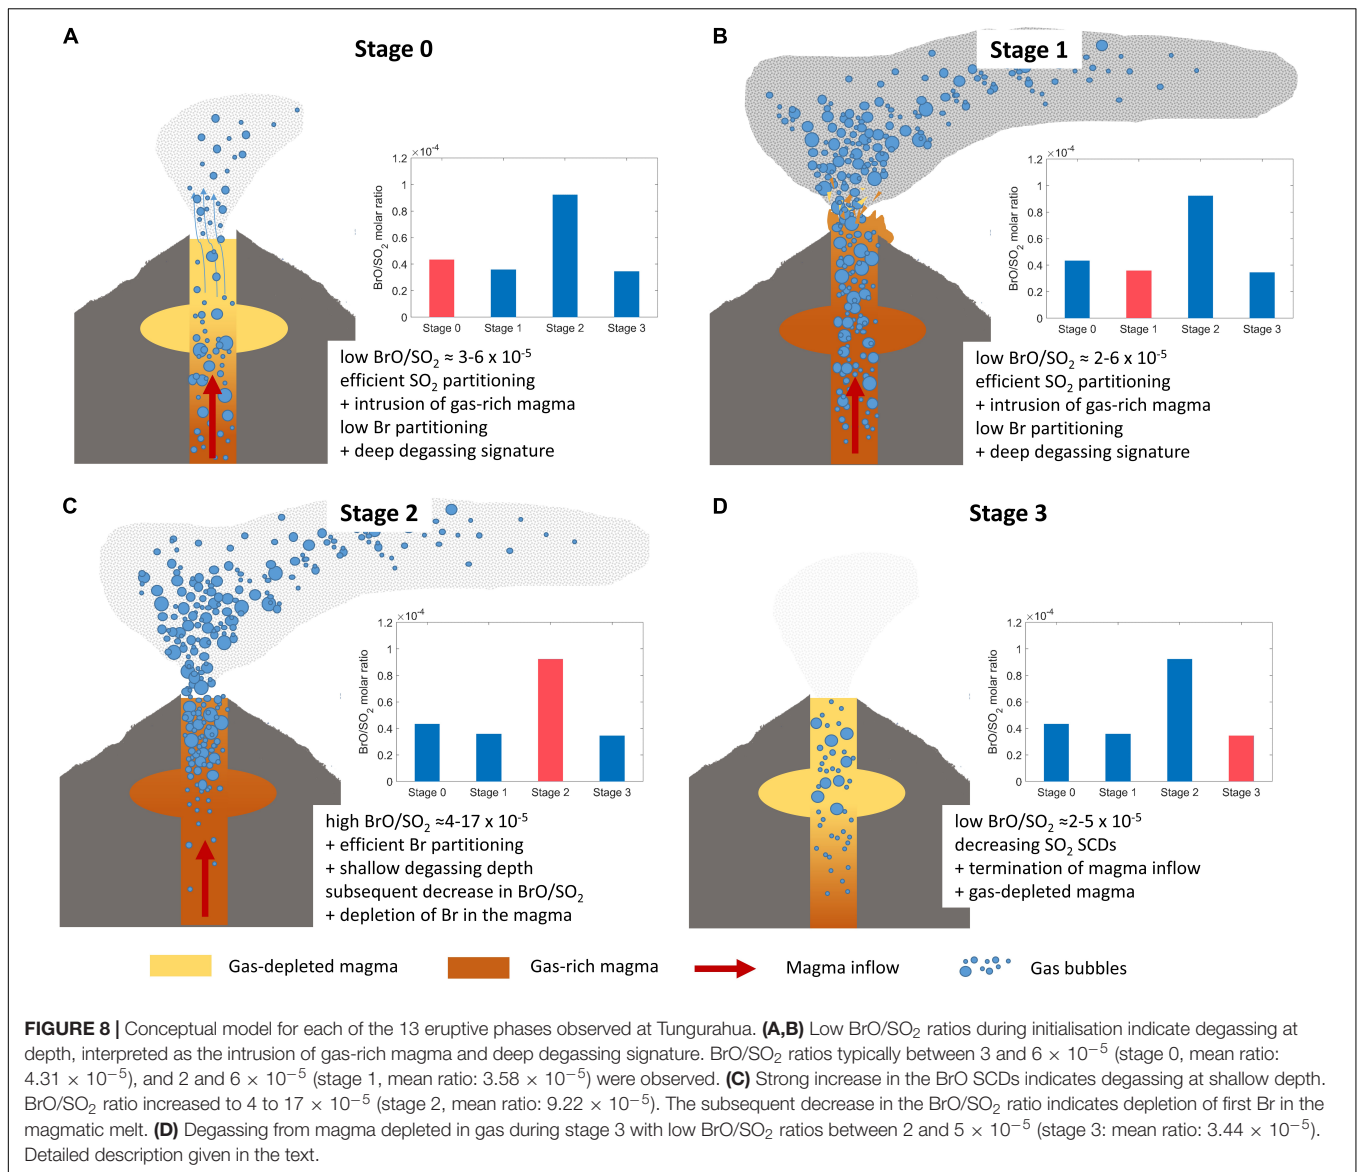 A
Stage 0
×10-4
1.2
1
0.8
0.6
0.4
0.2
0
BrO/SO2 molar ratio
Stage 0 Stage 1 Stage 2 Stage 3
low BrO/SO2 ≈ 3-6 x 10-5
efficient SO2 partitioning
+ intrusion of gas-rich magma
low Br partitioning
+ deep degassing signature
B
Stage 1
×10-4
1.2
1
0.8
0.6
0.4
0.2
0
BrO/SO2 molar ratio
Stage 0 Stage 1 Stage 2 Stage 3
low BrO/SO2 ≈ 2-6 x 10-5
efficient SO2 partitioning
+ intrusion of gas-rich magma
low Br partitioning
+ deep degassing signature
C
Stage 2
×10-4
1.2
1
0.8
0.6
0.4
0.2
0
BrO/SO2 molar ratio
Stage 0 Stage 1 Stage 2 Stage 3
high BrO/SO2 ≈4-17 x 10-5
+ efficient Br partitioning
+ shallow degassing depth
subsequent decrease in BrO/SO2
+ depletion of Br in the magma
D
Stage 3
×10-4
1.2
1
0.8
0.6
0.4
0.2
0
BrO/SO2 molar ratio
Stage 0 Stage 1 Stage 2 Stage 3
low BrO/SO2 ≈2-5 x 10-5
decreasing SO2 SCDs
+ termination of magma inflow
+ gas-depleted magma
Gas-depleted magma Gas-rich magma Magma inflow Gas bubbles
FIGURE 8 | Conceptual model for each of the 13 eruptive phases observed at Tungurahua. (A,B) Low BrO/SO2 ratios during initialisation indicate degassing at
depth, interpreted as the intrusion of gas-rich magma and deep degassing signature. BrO/SO2 ratios typically between 3 and 6 × 10−5 (stage 0, mean ratio:
4.31 × 10−5), and 2 and 6 × 10−5 (stage 1, mean ratio: 3.58 × 10−5) were observed. (C) Strong increase in the BrO SCDs indicates degassing at shallow depth.
BrO/SO2 ratio increased to 4 to 17 × 10−5 (stage 2, mean ratio: 9.22 × 10−5). The subsequent decrease in the BrO/SO2 ratio indicates depletion of first Br in the
magmatic melt. (D) Degassing from magma depleted in gas during stage 3 with low BrO/SO2 ratios between 2 and 5 × 10−5 (stage 3: mean ratio: 3.44 × 10−5).
Detailed description given in the text.